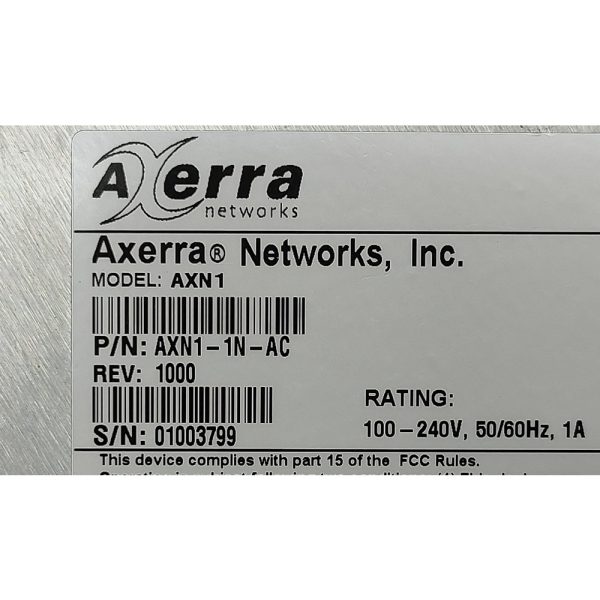 Axerra
networks
Axerra® Networks, Inc.
MODEL: AXN1
P/N: AXN1-1N-AC
REV: 1000
RATING:
S/N: 01003799
100-240V, 50/60Hz, 1A
This device complies with part 15 of the FCC Rules.